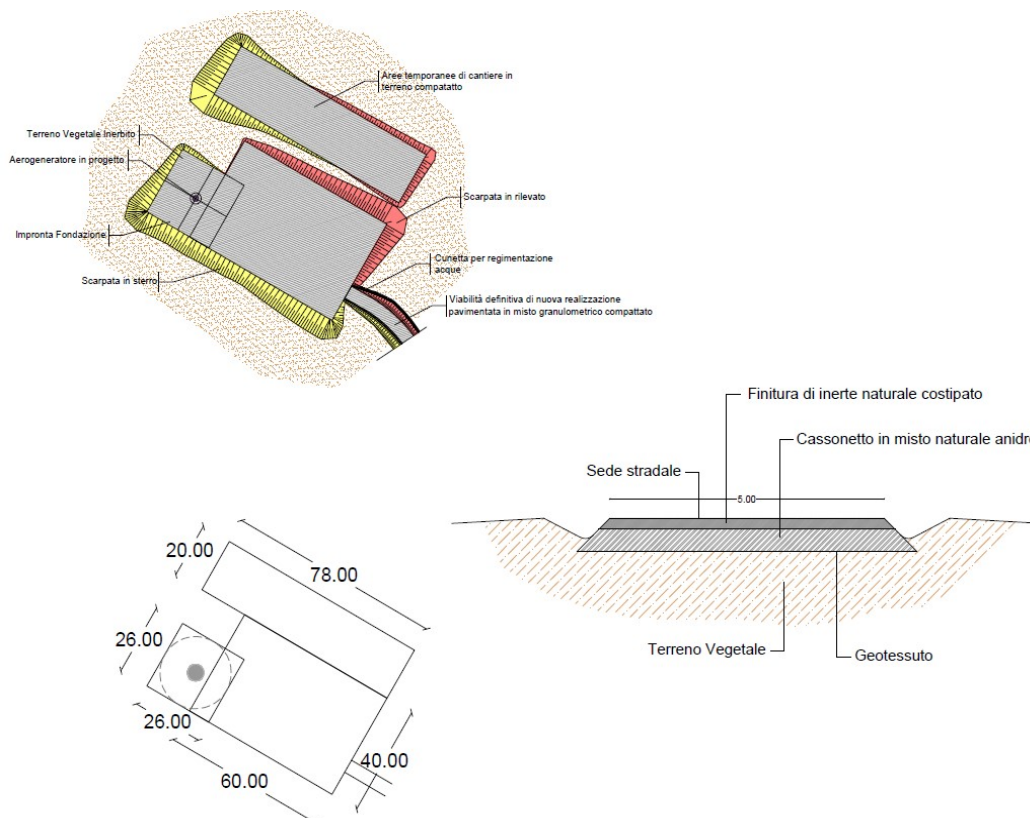 Aree temporanee di cantiere in
terreno compatatto
Terreno Vegetale Inerbito
Aerogeneratore in progetto
Scarpata in rilevato
Impronta Fondazione
Cunetta per regimentazione
acque
Scarpata in sterro
Viabilità definitiva di nuova realizzazione
pavimentata in misto granulometrico compattato
Finitura di inerte naturale costipato
Cassonetto in misto naturale anidro
Sede stradale
5.00
Terreno Vegetale
Geotessuto
20.00
78.00
26.00
26.00
40.00
60.00